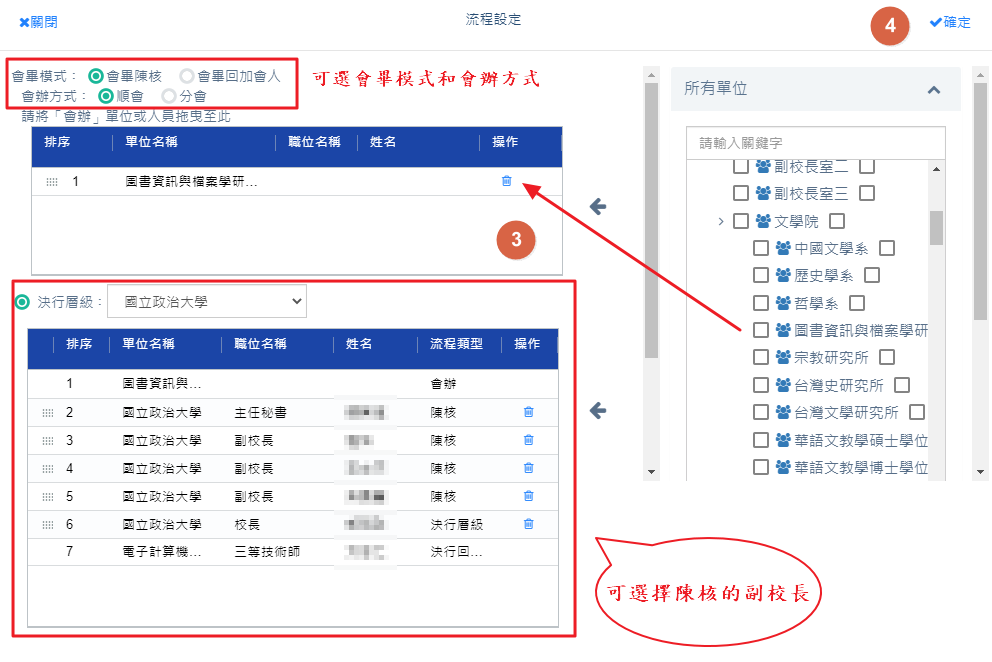 關閉
流程設定
4
確定
會畢模式： 會畢陳核 會畢回加會人
會辦方式： 順會 分會
可選會畢模式和會辦方式
請將「會辦」單位或人員拖曳至此
排序 單位名稱 職位名稱 姓名 操作
1 圖書資訊與檔案學研...
3
決行層級： 國立政治大學
排序 單位名稱 職位名稱 姓名 流程類型 操作
1 圖書資訊與... 會辦
2 國立政治大學 主任秘書 陳核
3 國立政治大學 副校長 陳核
4 國立政治大學 副校長 陳核
5 國立政治大學 副校長 陳核
6 國立政治大學 校長 決行層級
7 電子計算機... 三等技術師 決行回...
所有單位
請輸入關鍵字
副校長室二
副校長室三
文學院
中國文學系
歷史學系
哲學系
圖書資訊與檔案學研
宗教研究所
台灣史研究所
台灣文學研究所
華語文教學碩士學位
華語文教學博士學位
可選擇陳核的副校長